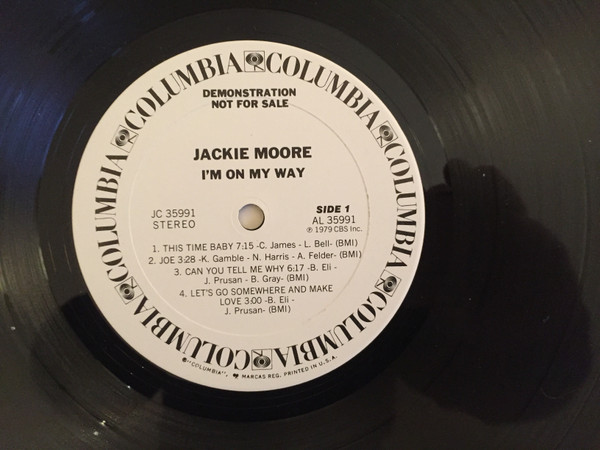 COLUMBIA COLUMBIA COLUMBIA COLUMBIA COLUMBIA COLUMBIA
DEMONSTRATION
NOT FOR SALE
JACKIE MOORE
I'M ON MY WAY
JC 35991
STEREO
SIDE 1
AL 35991
℗ 1979 CBS Inc.
1. THIS TIME BABY 7:15 -C. James - L. Bell- (BMI)
2. JOE 3:28 -K. Gamble - N. Harris - A. Felder- (BMI)
3. CAN YOU TELL ME WHY 6:17 -B. Eli -
J. Prusan - B. Gray- (BMI)
4. LET'S GO SOMEWHERE AND MAKE
LOVE 3:00 -B. Eli -
J. Prusan- (BMI)
"COLUMBIA", MARCAS REG. PRINTED IN U.S.A.